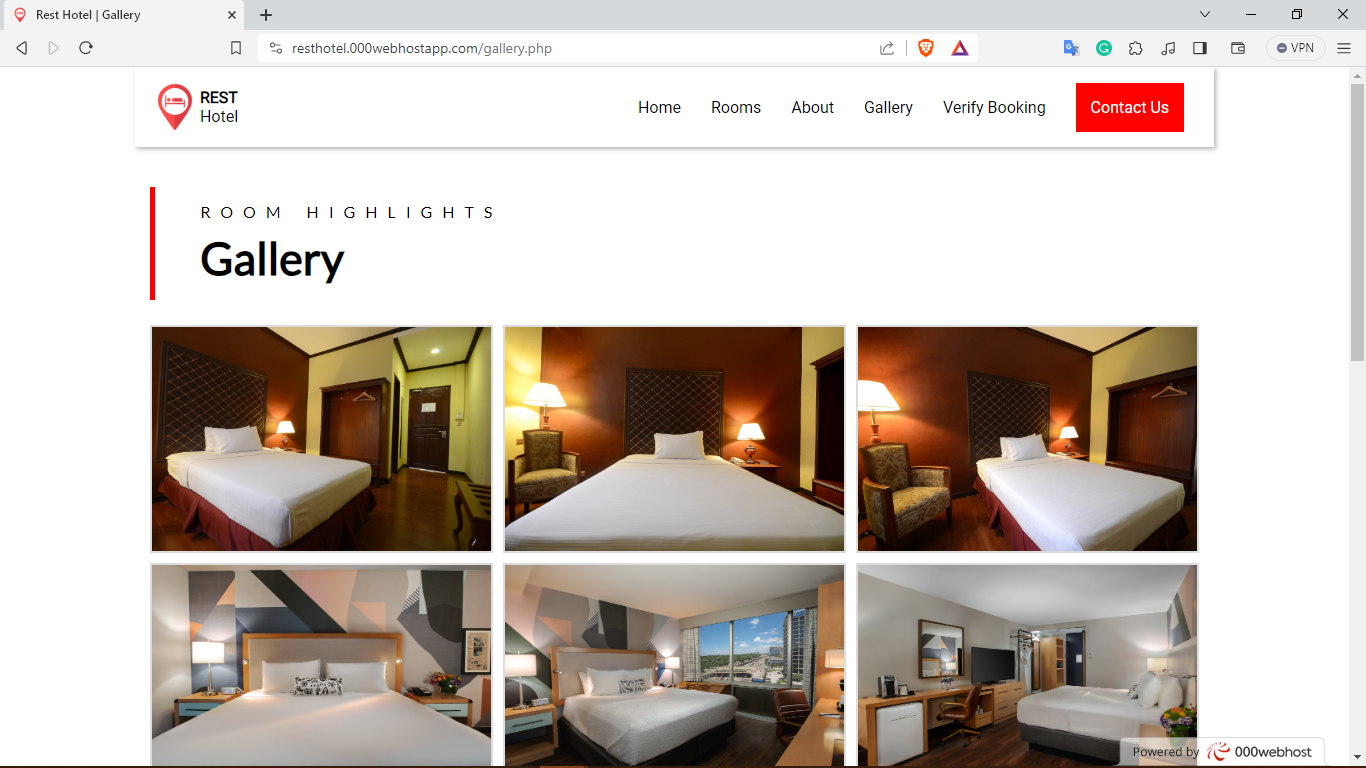 Rest Hotel | Gallery
resthotel.000webhostapp.com/gallery.php
VPN
REST
Hotel
Home Rooms About Gallery Verify Booking Contact Us
ROOM HIGHLIGHTS
Gallery
Powered by 000webhost